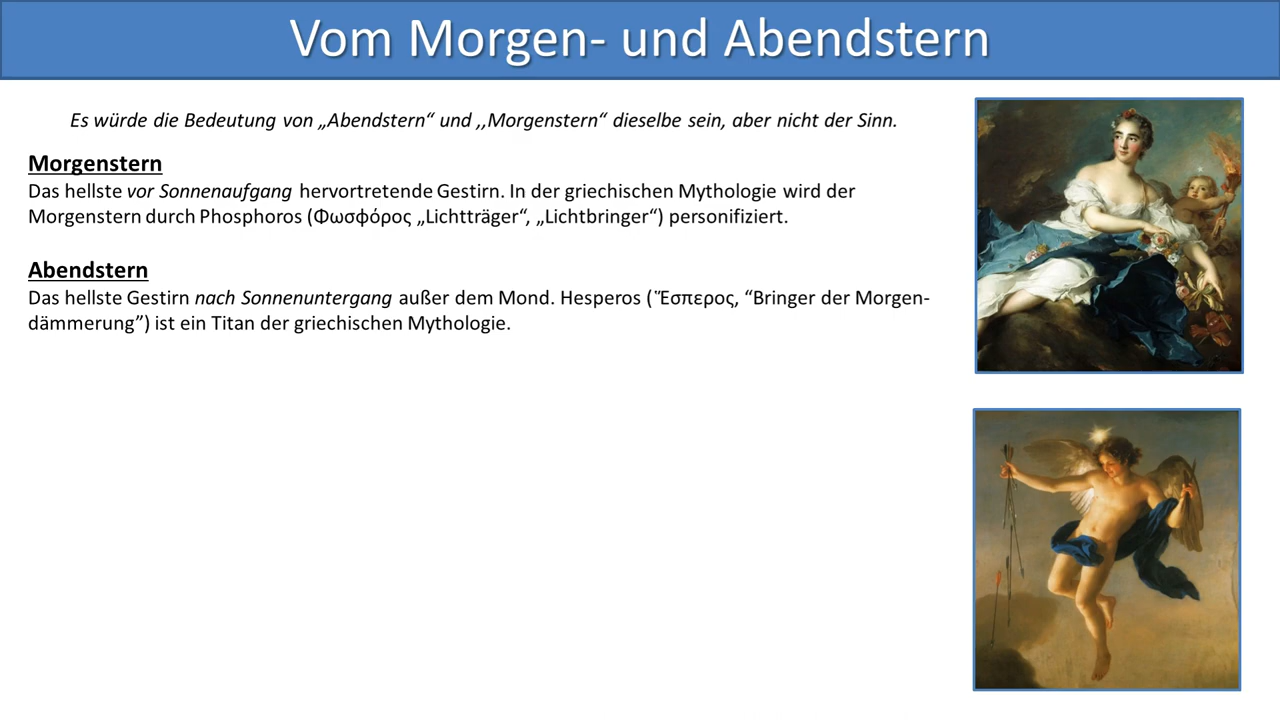 Vom Morgen- und Abendstern
Es würde die Bedeutung von „Abendstern“ und ,,Morgenstern“ dieselbe sein, aber nicht der Sinn.
Morgenstern
Das hellste vor Sonnenaufgang hervortretende Gestirn. In der griechischen Mythologie wird der
Morgenstern durch Phosphoros (Φωσφόρος „Lichtträger“, „Lichtbringer“) personifiziert.
Abendstern
Das hellste Gestirn nach Sonnenuntergang außer dem Mond. Hesperos (Ἕσπερος, “Bringer der Morgen-
dämmerung”) ist ein Titan der griechischen Mythologie.